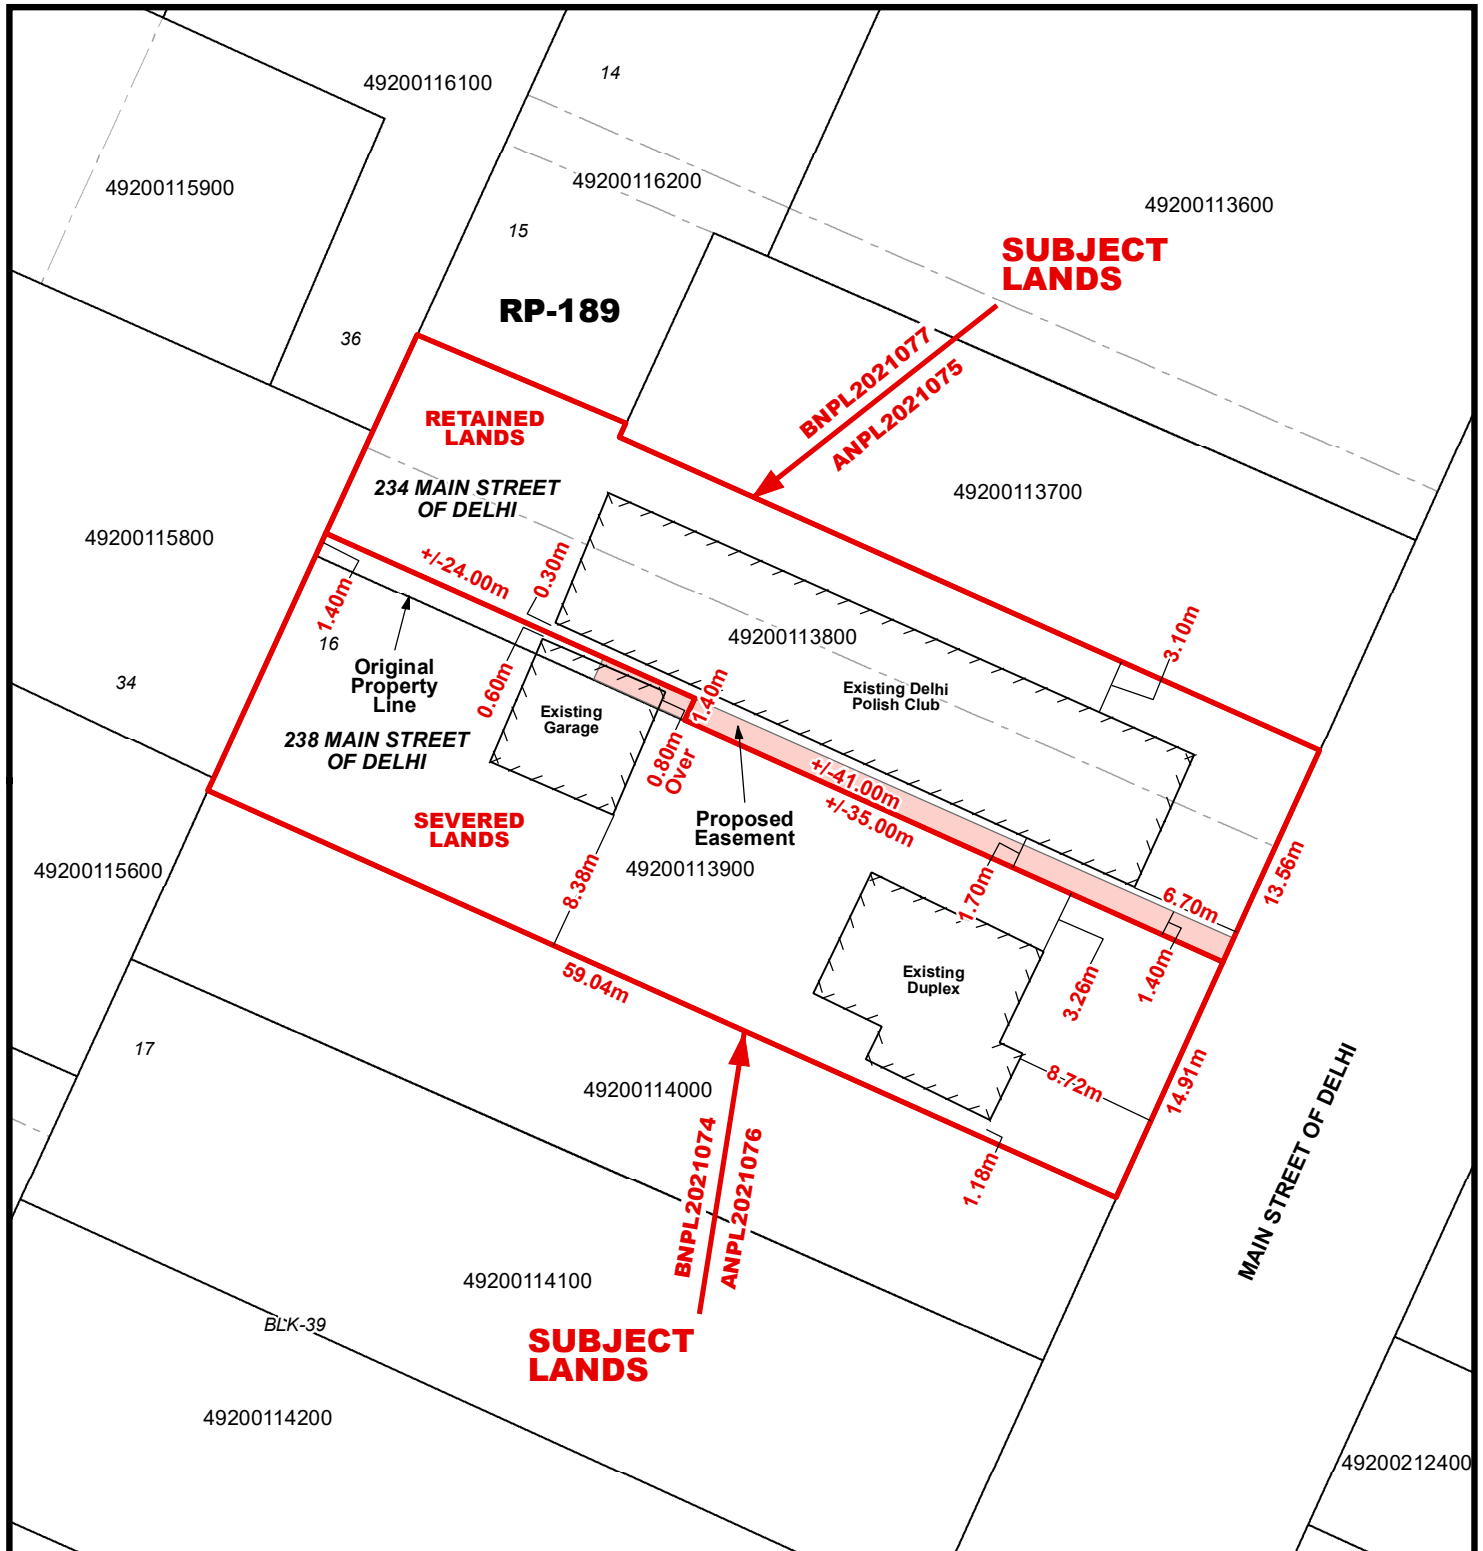 14
49200116100
49200116200
49200115900
49200113600
15
SUBJECT
LANDS
RP-189
36
BNPL2021077
ANPL2021075
RETAINED
LANDS
234 MAIN STREET
OF DELHI
49200113700
49200115800
+/-24.00m
0.30m
1.40m
16
49200113800
3.10m
Original
Property
Line
0.60m
1.40m
Existing Delhi
Polish Club
34
Existing
Garage
238 MAIN STREET
OF DELHI
0.80m
Over
+/-41.00m
+/-35.00m
Proposed
Easement
SEVERED
LANDS
49200115600
49200113900
8.38m
13.56m
1.70m
6.70m
59.04m
Existing
Duplex
3.26m
1.40m
17
49200114000
8.72m
14.91m
BNPL2021074
ANPL2021076
1.18m
MAIN STREET OF DELHI
49200114100
BLK-39
SUBJECT
LANDS
49200114200
49200212400